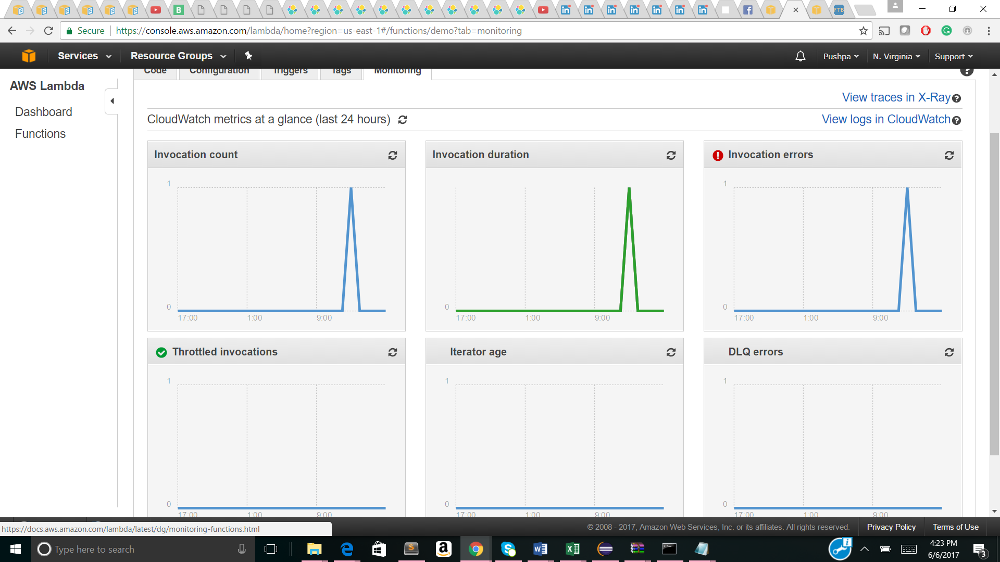 Secure https://console.aws.amazon.com/lambda/home?region=us-east-1#/functions/demo?tab=monitoring
Services Resource Groups Pushpa N. Virginia Support
Code Configuration Triggers Tags Monitoring
AWS Lambda
Dashboard
Functions
View traces in X-Ray
CloudWatch metrics at a glance (last 24 hours) View logs in CloudWatch
Invocation count
1
0
17:00 1:00 9:00
Invocation duration
0
17:00 1:00 9:00
Invocation errors
1
0
17:00 1:00 9:00
Throttled invocations
1
0
17:00 1:00 9:00
Iterator age
1
0
17:00 1:00 9:00
DLQ errors
1
0
17:00 1:00 9:00
https://docs.aws.amazon.com/lambda/latest/dg/monitoring-functions.html
© 2008 - 2017, Amazon Web Services, Inc. or its affiliates. All rights reserved. Privacy Policy Terms of Use
Type here to search
4:23 PM
6/6/2017
3